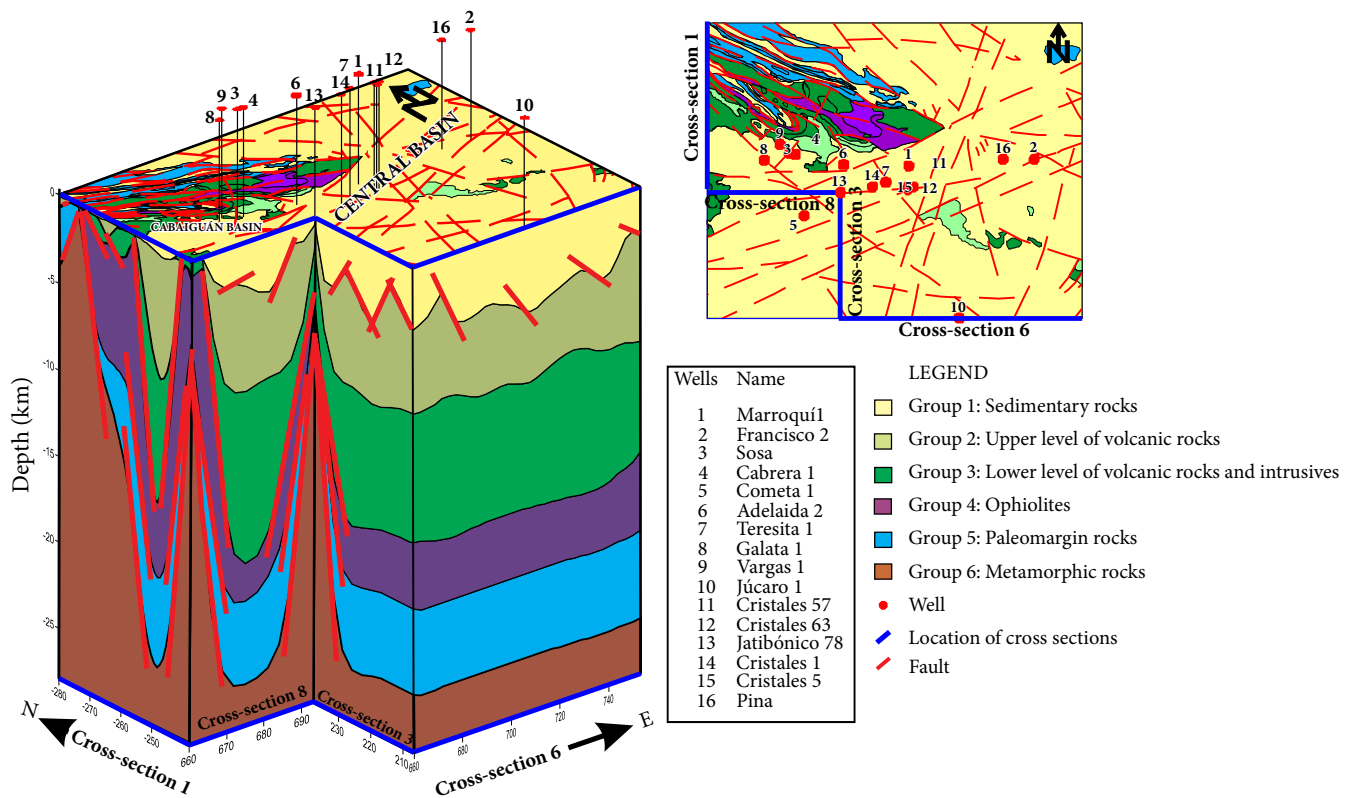 2
16
12
7
1
11
14
6
13
9
3
4
8
10
N
CENTRAL BASIN
CABAIGUÁN BASIN
0
-5
-10
-15
-20
-25
Depth (km)
-280
-270
-260
-250
660
670
680
690
230
220
210
660
680
700
720
740
N
E
Cross-section 1
Cross-section 8
Cross-section 3
Cross-section 6
N
Cross-section 1
9
4
8
3
6
1
11
16
2
13
14
7
15
12
Cross-section 8
Cross-section 3
5
10
Cross-section 6
Wells Name
1 Marroquí1
2 Francisco 2
3 Sosa
4 Cabrera 1
5 Cometa 1
6 Adelaida 2
7 Teresita 1
8 Galata 1
9 Vargas 1
10 Júcaro 1
11 Cristales 57
12 Cristales 63
13 Jatibónico 78
14 Cristales 1
15 Cristales 5
16 Pina
LEGEND
Group 1: Sedimentary rocks
Group 2: Upper level of volcanic rocks
Group 3: Lower level of volcanic rocks and intrusives
Group 4: Ophiolites
Group 5: Paleomargin rocks
Group 6: Metamorphic rocks
Well
Location of cross sections
Fault